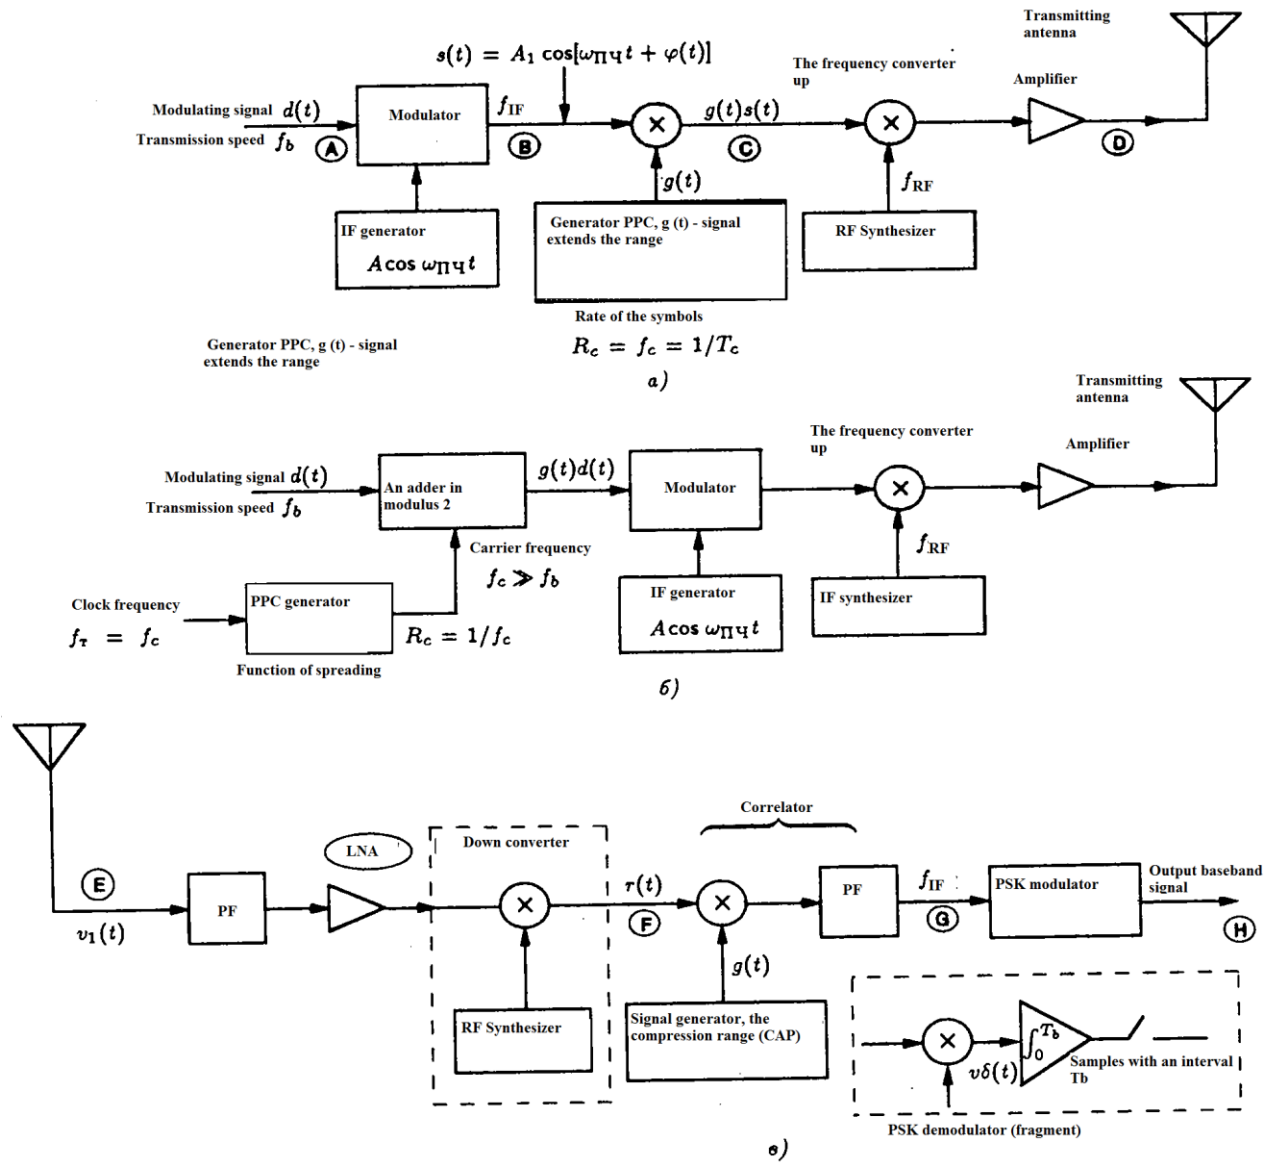 Transmitting
antenna
s(t) = A₁ cos[ωПЧt + φ(t)]
The frequency converter
up
Amplifier
Modulating signal d(t)
Transmission speed f_b
A
Modulator
f_IF
B
×
g(t)s(t)
C
×
D
g(t)
f_RF
IF generator
A cos ωПЧt
Generator PPC, g (t) - signal
extends the range
RF Synthesizer
Rate of the symbols
R_c = f_c = 1/T_c
Generator PPC, g (t) - signal
extends the range
а)
Transmitting
antenna
The frequency converter
up
Amplifier
Modulating signal d(t)
Transmission speed f_b
An adder in
modulus 2
g(t)d(t)
Modulator
×
Carrier frequency
f_c ≫ f_b
f_RF
Clock frequency
f_τ = f_c
PPC generator
R_c = 1/f_c
IF generator
A cos ωПЧt
IF synthesizer
Function of spreading
б)
Correlator
LNA
Down converter
E
v₁(t)
PF
×
r(t)
F
×
PF
f_IF
G
PSK modulator
Output baseband
signal
H
g(t)
RF Synthesizer
Signal generator, the
compression range (CAP)
×
vδ(t)
∫₀^T_b
Samples with an interval
Tb
PSK demodulator (fragment)
в)